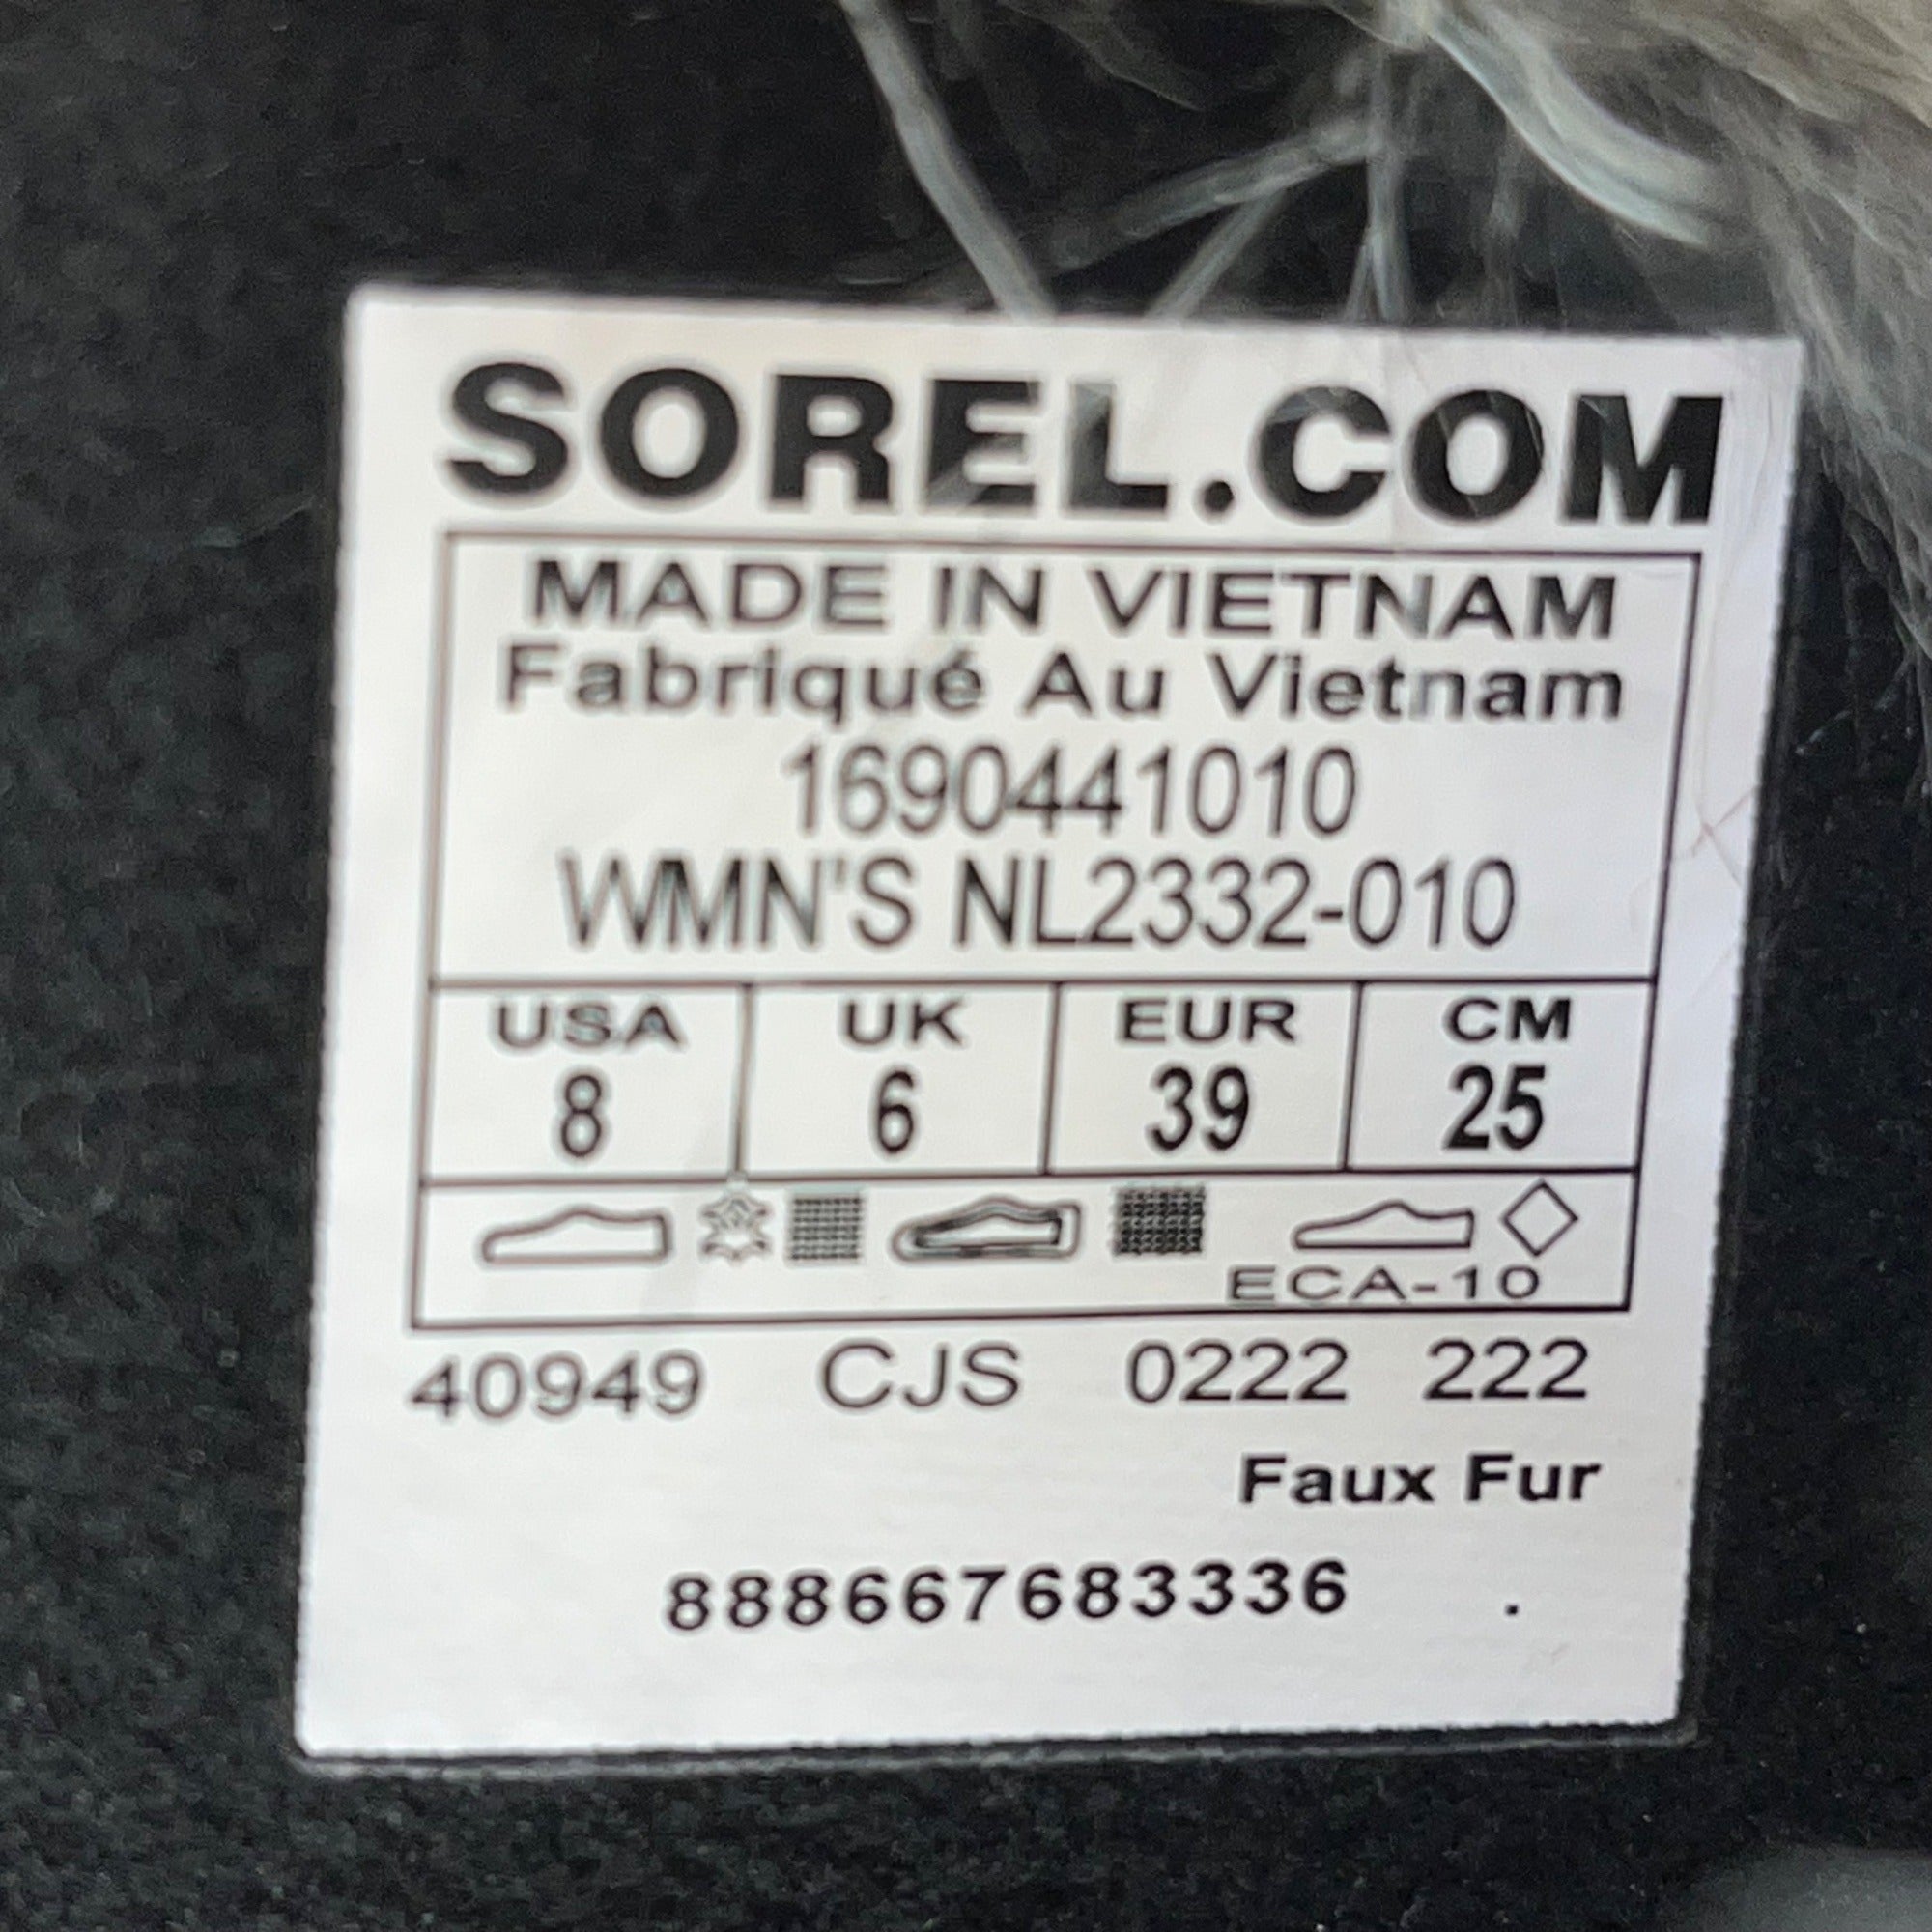 SOREL.COM
MADE IN VIETNAM
Fabriqué Au Vietnam
1690441010
WMN'S NL2332-010
USA UK EUR CM
8 6 39 25
ECA-10
40949 CJS 0222 222
Faux Fur
888667683336 .